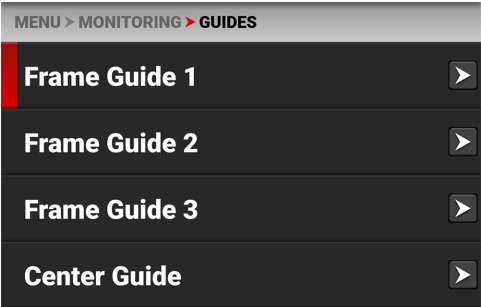 MENU > MONITORING > GUIDES
Frame Guide 1
Frame Guide 2
Frame Guide 3
Center Guide